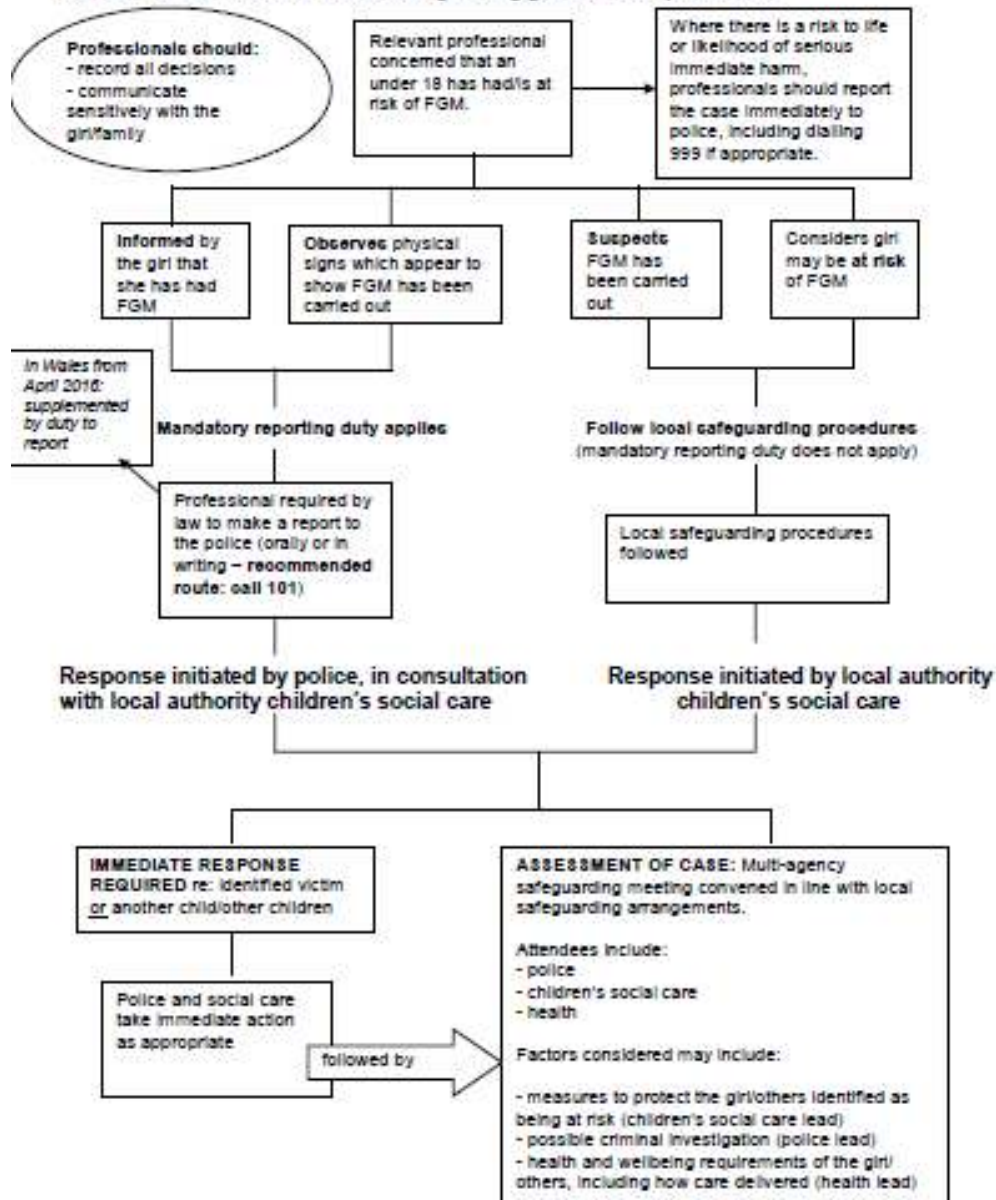 Professionals should:
- record all decisions
- communicate
sensitively with the
girl/family
Relevant professional
concerned that an
under 18 has had/is at
risk of FGM.
Where there is a risk to life
or likelihood of serious
immediate harm,
professionals should report
the case immediately to
police, including dialling
999 if appropriate.
Informed by
the girl that
she has had
FGM
Observes physical
signs which appear to
show FGM has been
carried out
Suspects
FGM has
been carried
out
Considers girl
may be at risk
of FGM
In Wales from
April 2016:
supplemented
by duty to
report
Mandatory reporting duty applies
Follow local safeguarding procedures
(mandatory reporting duty does not apply)
Professional required by
law to make a report to
the police (orally or in
writing – recommended
route: call 101)
Local safeguarding procedures
followed
Response initiated by police, in consultation
with local authority children's social care
Response initiated by local authority
children's social care
IMMEDIATE RESPONSE
REQUIRED re: identified victim
or another child/other children
Police and social care
take immediate action
as appropriate
followed by
ASSESSMENT OF CASE: Multi-agency
safeguarding meeting convened in line with local
safeguarding arrangements.
Attendees include:
- police
- children's social care
- health
Factors considered may include:
- measures to protect the girl/others identified as
being at risk (children's social care lead)
- possible criminal investigation (police lead)
- health and wellbeing requirements of the girl/
others, including how care delivered (health lead)